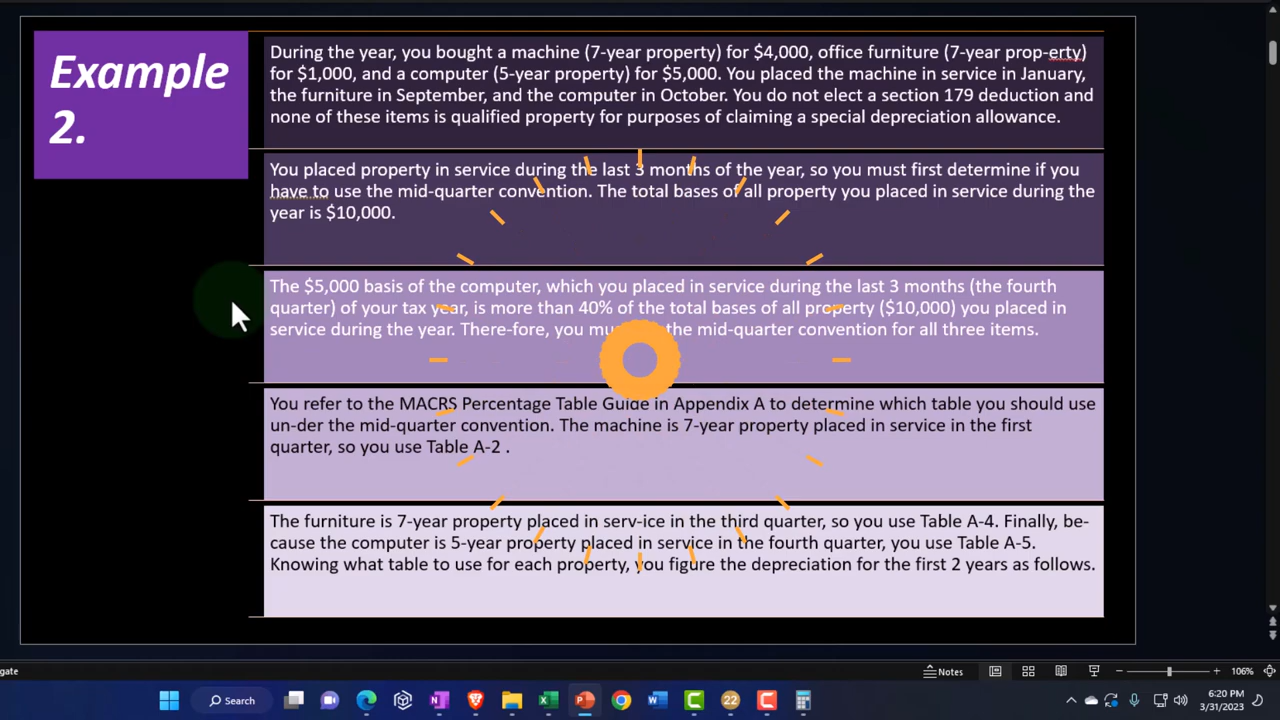 Example
2.
During the year, you bought a machine (7-year property) for $4,000, office furniture (7-year prop-erty)
for $1,000, and a computer (5-year property) for $5,000. You placed the machine in service in January,
the furniture in September, and the computer in October. You do not elect a section 179 deduction and
none of these items is qualified property for purposes of claiming a special depreciation allowance.
You placed property in service during the last 3 months of the year, so you must first determine if you
have to use the mid-quarter convention. The total bases of all property you placed in service during the
year is $10,000.
The $5,000 basis of the computer, which you placed in service during the last 3 months (the fourth
quarter) of your tax year, is more than 40% of the total bases of all property ($10,000) you placed in
service during the year. There-fore, you the mid-quarter convention for all three items.
You refer to the MACRS Percentage Table Guide in Appendix A to determine which table you should use
un-der the mid-quarter convention. The machine is 7-year property placed in service in the first
quarter, so you use Table A-2 .
The furniture is 7-year property placed in serv-ice in the third quarter, so you use Table A-4. Finally, be-
cause the computer is 5-year property placed in service in the fourth quarter, you use Table A-5.
Knowing what table to use for each property, you figure the depreciation for the first 2 years as follows.
gate
Notes
106%
Search
22
6:20 PM
3/31/2023